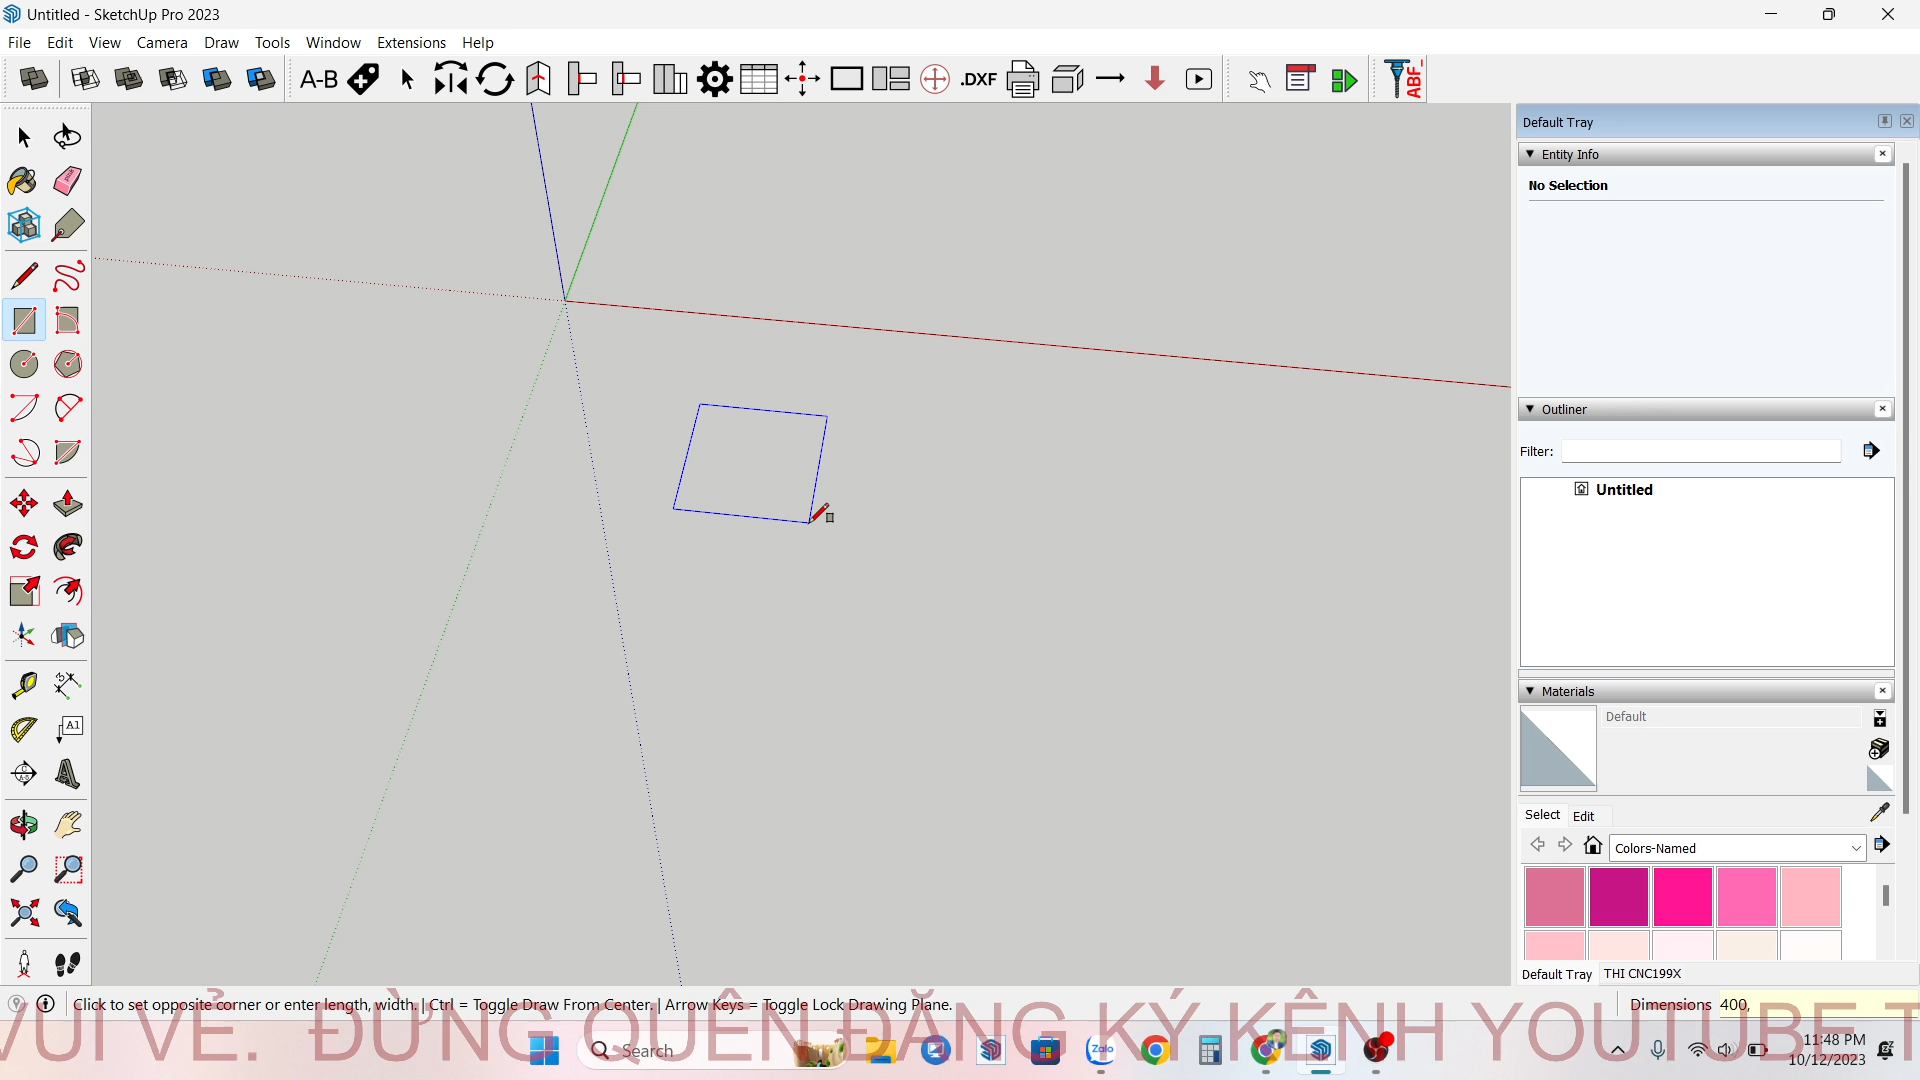 Untitled - SketchUp Pro 2023
File Edit View Camera Draw Tools Window Extensions Help
A-B .DXF ABF_
Default Tray
Entity Info
No Selection
Outliner
Filter:
Untitled
Materials
Default
A1
Select Edit
Colors-Named
Default Tray THI CNC199X
Click to set opposite corner or enter length, width. | Ctrl = Toggle Draw From Center. | Arrow Keys = Toggle Lock Drawing Plane.
Dimensions 400,
VUI VẺ. ĐỪNG QUÊN ĐĂNG KÝ KÊNH YOUTUBE T
Search
Zalo
11:48 PM
10/12/2023